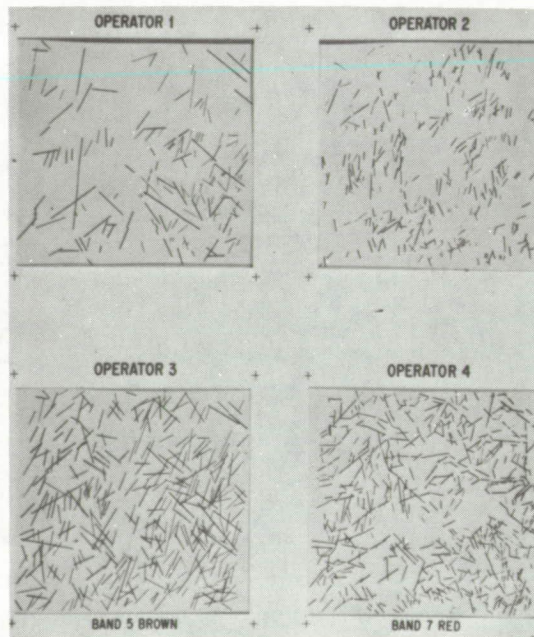 OPERATOR 1
OPERATOR 2
OPERATOR 3
OPERATOR 4
BAND 5 BROWN
BAND 7 RED